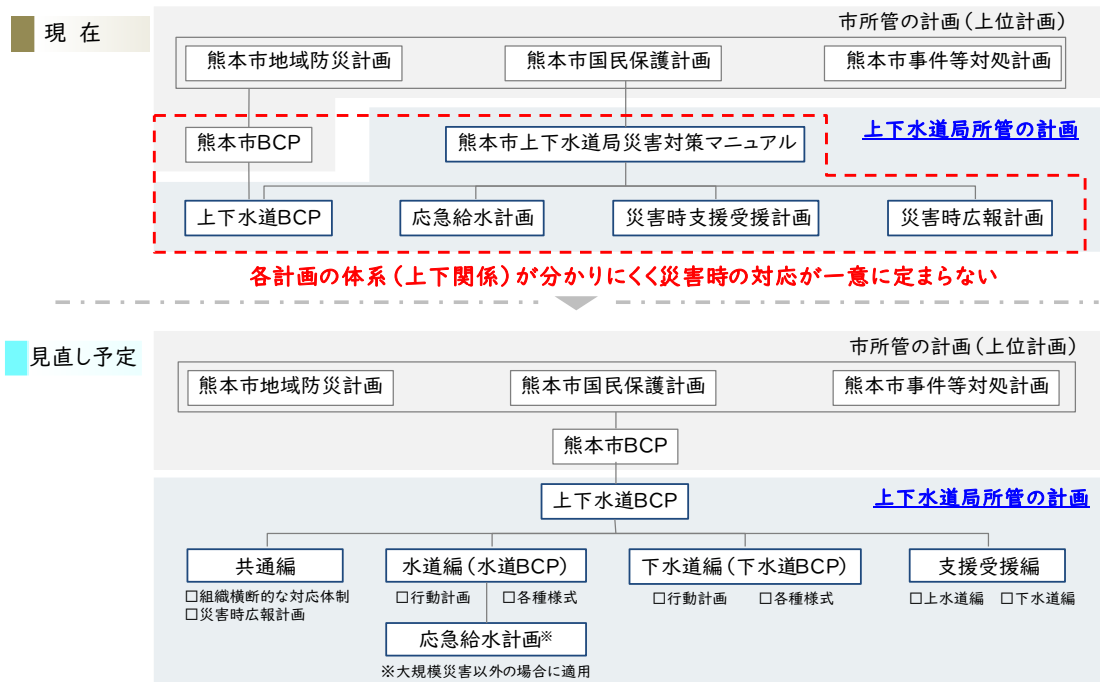 現 在
市所管の計画（上位計画）
熊本市地域防災計画
熊本市国民保護計画
熊本市事件等対処計画
上下水道局所管の計画
熊本市BCP
熊本市上下水道局災害対策マニュアル
上下水道BCP
応急給水計画
災害時支援受援計画
災害時広報計画
各計画の体系（上下関係）が分かりにくく災害時の対応が一意に定まらない
見直し予定
市所管の計画（上位計画）
熊本市地域防災計画
熊本市国民保護計画
熊本市事件等対処計画
熊本市BCP
上下水道BCP
上下水道局所管の計画
共通編
水道編（水道BCP）
下水道編（下水道BCP）
支援受援編
□組織横断的な対応体制
□災害時広報計画
□行動計画 □各種様式
□行動計画 □各種様式
□上水道編 □下水道編
応急給水計画※
※大規模災害以外の場合に適用